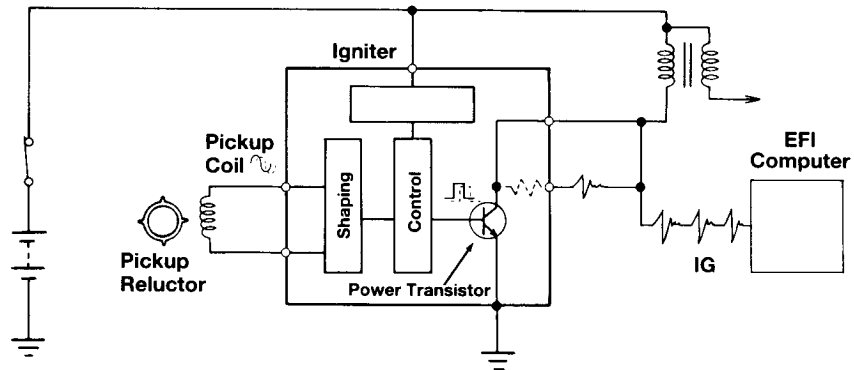 Igniter
Pickup
Coil
EFI
Computer
Shaping
Control
Pickup
Reluctor
Power Transistor
IG